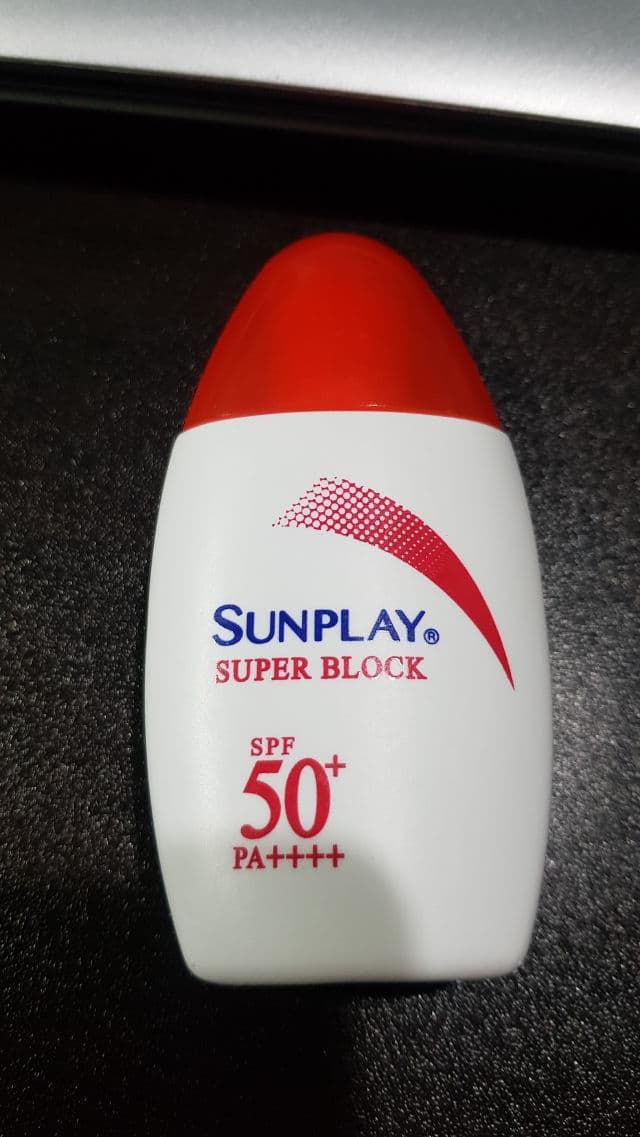 SUNPLAY®
SUPER BLOCK
SPF
50+
PA++++